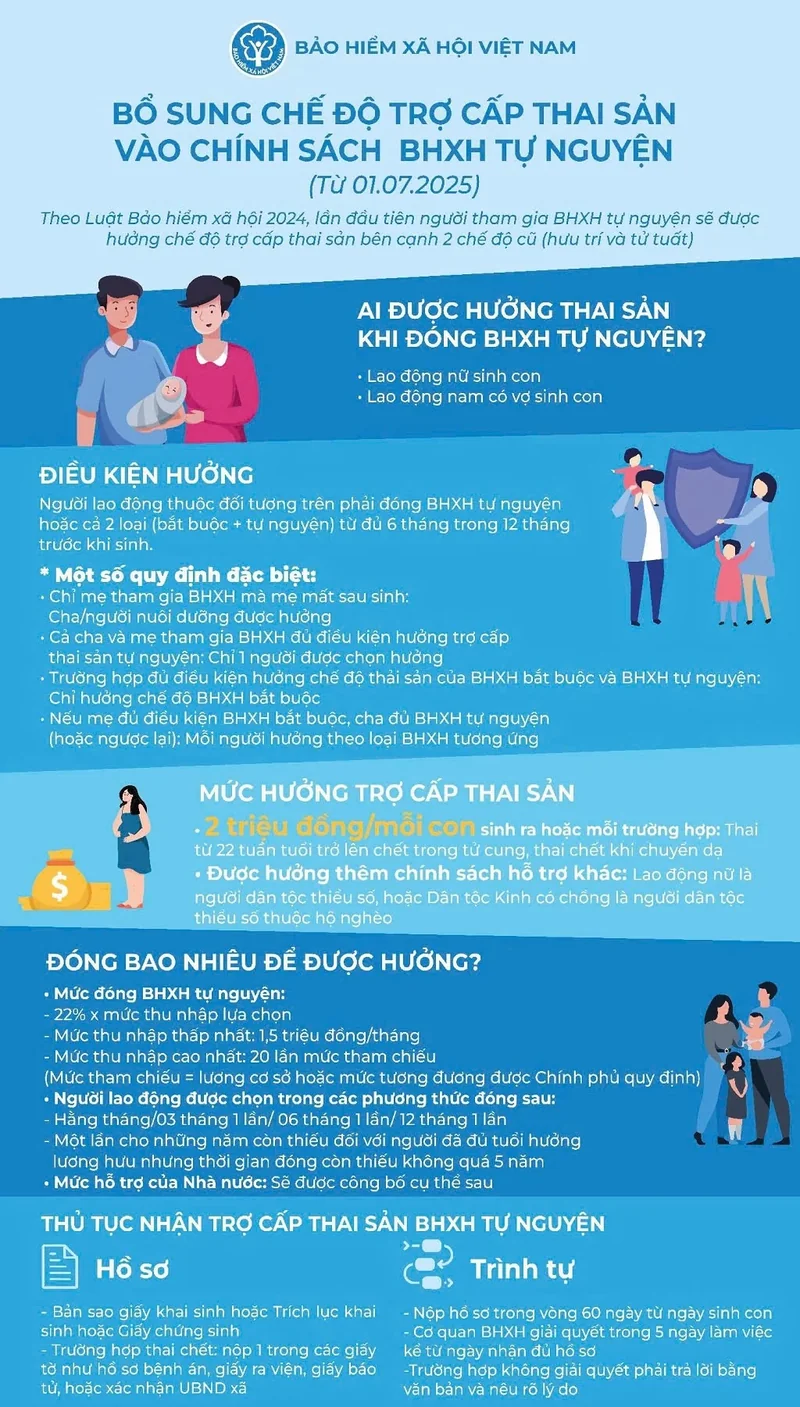 BẢO HIỂM XÃ HỘI VIỆT NAM
BẢO HIỂM XÃ HỘI VIỆT NAM
BỔ SUNG CHẾ ĐỘ TRỢ CẤP THAI SẢN
VÀO CHÍNH SÁCH BHXH TỰ NGUYỆN
(Từ 01.07.2025)
Theo Luật Bảo hiểm xã hội 2024, lần đầu tiên người tham gia BHXH tự nguyện sẽ được
hưởng chế độ trợ cấp thai sản bên cạnh 2 chế độ cũ (hưu trí và tử tuất)
AI ĐƯỢC HƯỞNG THAI SẢN
KHI ĐÓNG BHXH TỰ NGUYỆN?
• Lao động nữ sinh con
• Lao động nam có vợ sinh con
ĐIỀU KIỆN HƯỞNG
Người lao động thuộc đối tượng trên phải đóng BHXH tự nguyện
hoặc cả 2 loại (bắt buộc + tự nguyện) từ đủ 6 tháng trong 12 tháng
trước khi sinh.
* Một số quy định đặc biệt:
• Chỉ mẹ tham gia BHXH mà mẹ mất sau sinh:
Cha/người nuôi dưỡng được hưởng
• Cả cha và mẹ tham gia BHXH đủ điều kiện hưởng trợ cấp
thai sản tự nguyện: Chỉ 1 người được chọn hưởng
• Trường hợp đủ điều kiện hưởng chế độ thải sản của BHXH bắt buộc và BHXH tự nguyện:
Chỉ hưởng chế độ BHXH bắt buộc
• Nếu mẹ đủ điều kiện BHXH bắt buộc, cha đủ BHXH tự nguyện
(hoặc ngược lại): Mỗi người hưởng theo loại BHXH tương ứng
MỨC HƯỞNG TRỢ CẤP THAI SẢN
• 2 triệu đồng/mỗi con sinh ra hoặc mỗi trường hợp: Thai
từ 22 tuần tuổi trở lên chết trong tử cung, thai chết khi chuyển dạ
• Được hưởng thêm chính sách hỗ trợ khác: Lao động nữ là
người dân tộc thiểu số, hoặc Dân tộc Kinh có chồng là người dân tộc
thiểu số thuộc hộ nghèo
$
ĐÓNG BAO NHIÊU ĐỂ ĐƯỢC HƯỞNG?
• Mức đóng BHXH tự nguyện:
- 22% x mức thu nhập lựa chọn
- Mức thu nhập thấp nhất: 1,5 triệu đồng/tháng
- Mức thu nhập cao nhất: 20 lần mức tham chiếu
(Mức tham chiếu = lương cơ sở hoặc mức tương đương được Chính phủ quy định)
• Người lao động được chọn trong các phương thức đóng sau:
- Hằng tháng/03 tháng 1 lần/ 06 tháng 1 lần/ 12 tháng 1 lần
- Một lần cho những năm còn thiếu đối với người đã đủ tuổi hưởng
lương hưu nhưng thời gian đóng còn thiếu không quá 5 năm
• Mức hỗ trợ của Nhà nước: Sẽ được công bố cụ thể sau
THỦ TỤC NHẬN TRỢ CẤP THAI SẢN BHXH TỰ NGUYỆN
Hồ sơ
- Bản sao giấy khai sinh hoặc Trích lục khai
sinh hoặc Giấy chứng sinh
- Trường hợp thai chết: nộp 1 trong các giấy
tờ như hồ sơ bệnh án, giấy ra viện, giấy báo
tử, hoặc xác nhận UBND xã
Trình tự
- Nộp hồ sơ trong vòng 60 ngày từ ngày sinh con
- Cơ quan BHXH giải quyết trong 5 ngày làm việc
kể từ ngày nhận đủ hồ sơ
-Trường hợp không giải quyết phải trả lời bằng
văn bản và nêu rõ lý do